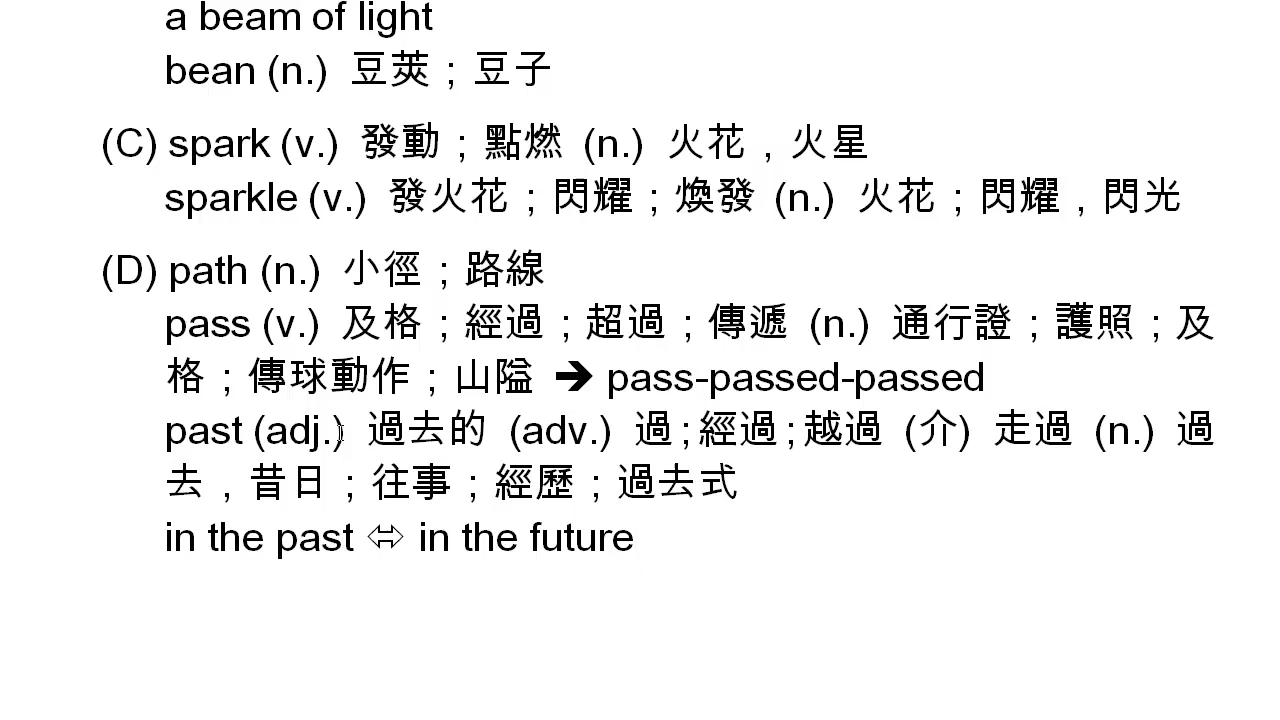 a beam of light
bean (n.) 豆莢；豆子
(C) spark (v.) 發動；點燃 (n.) 火花，火星
sparkle (v.) 發火花；閃耀；煥發 (n.) 火花；閃耀，閃光
(D) path (n.) 小徑；路線
pass (v.) 及格；經過；超過；傳遞 (n.) 通行證；護照；及
格；傳球動作；山隘 ➔ pass-passed-passed
past (adj.) 過去的 (adv.) 過;經過;越過 (介) 走過 (n.) 過
去，昔日；往事；經歷；過去式
in the past ⬄ in the future